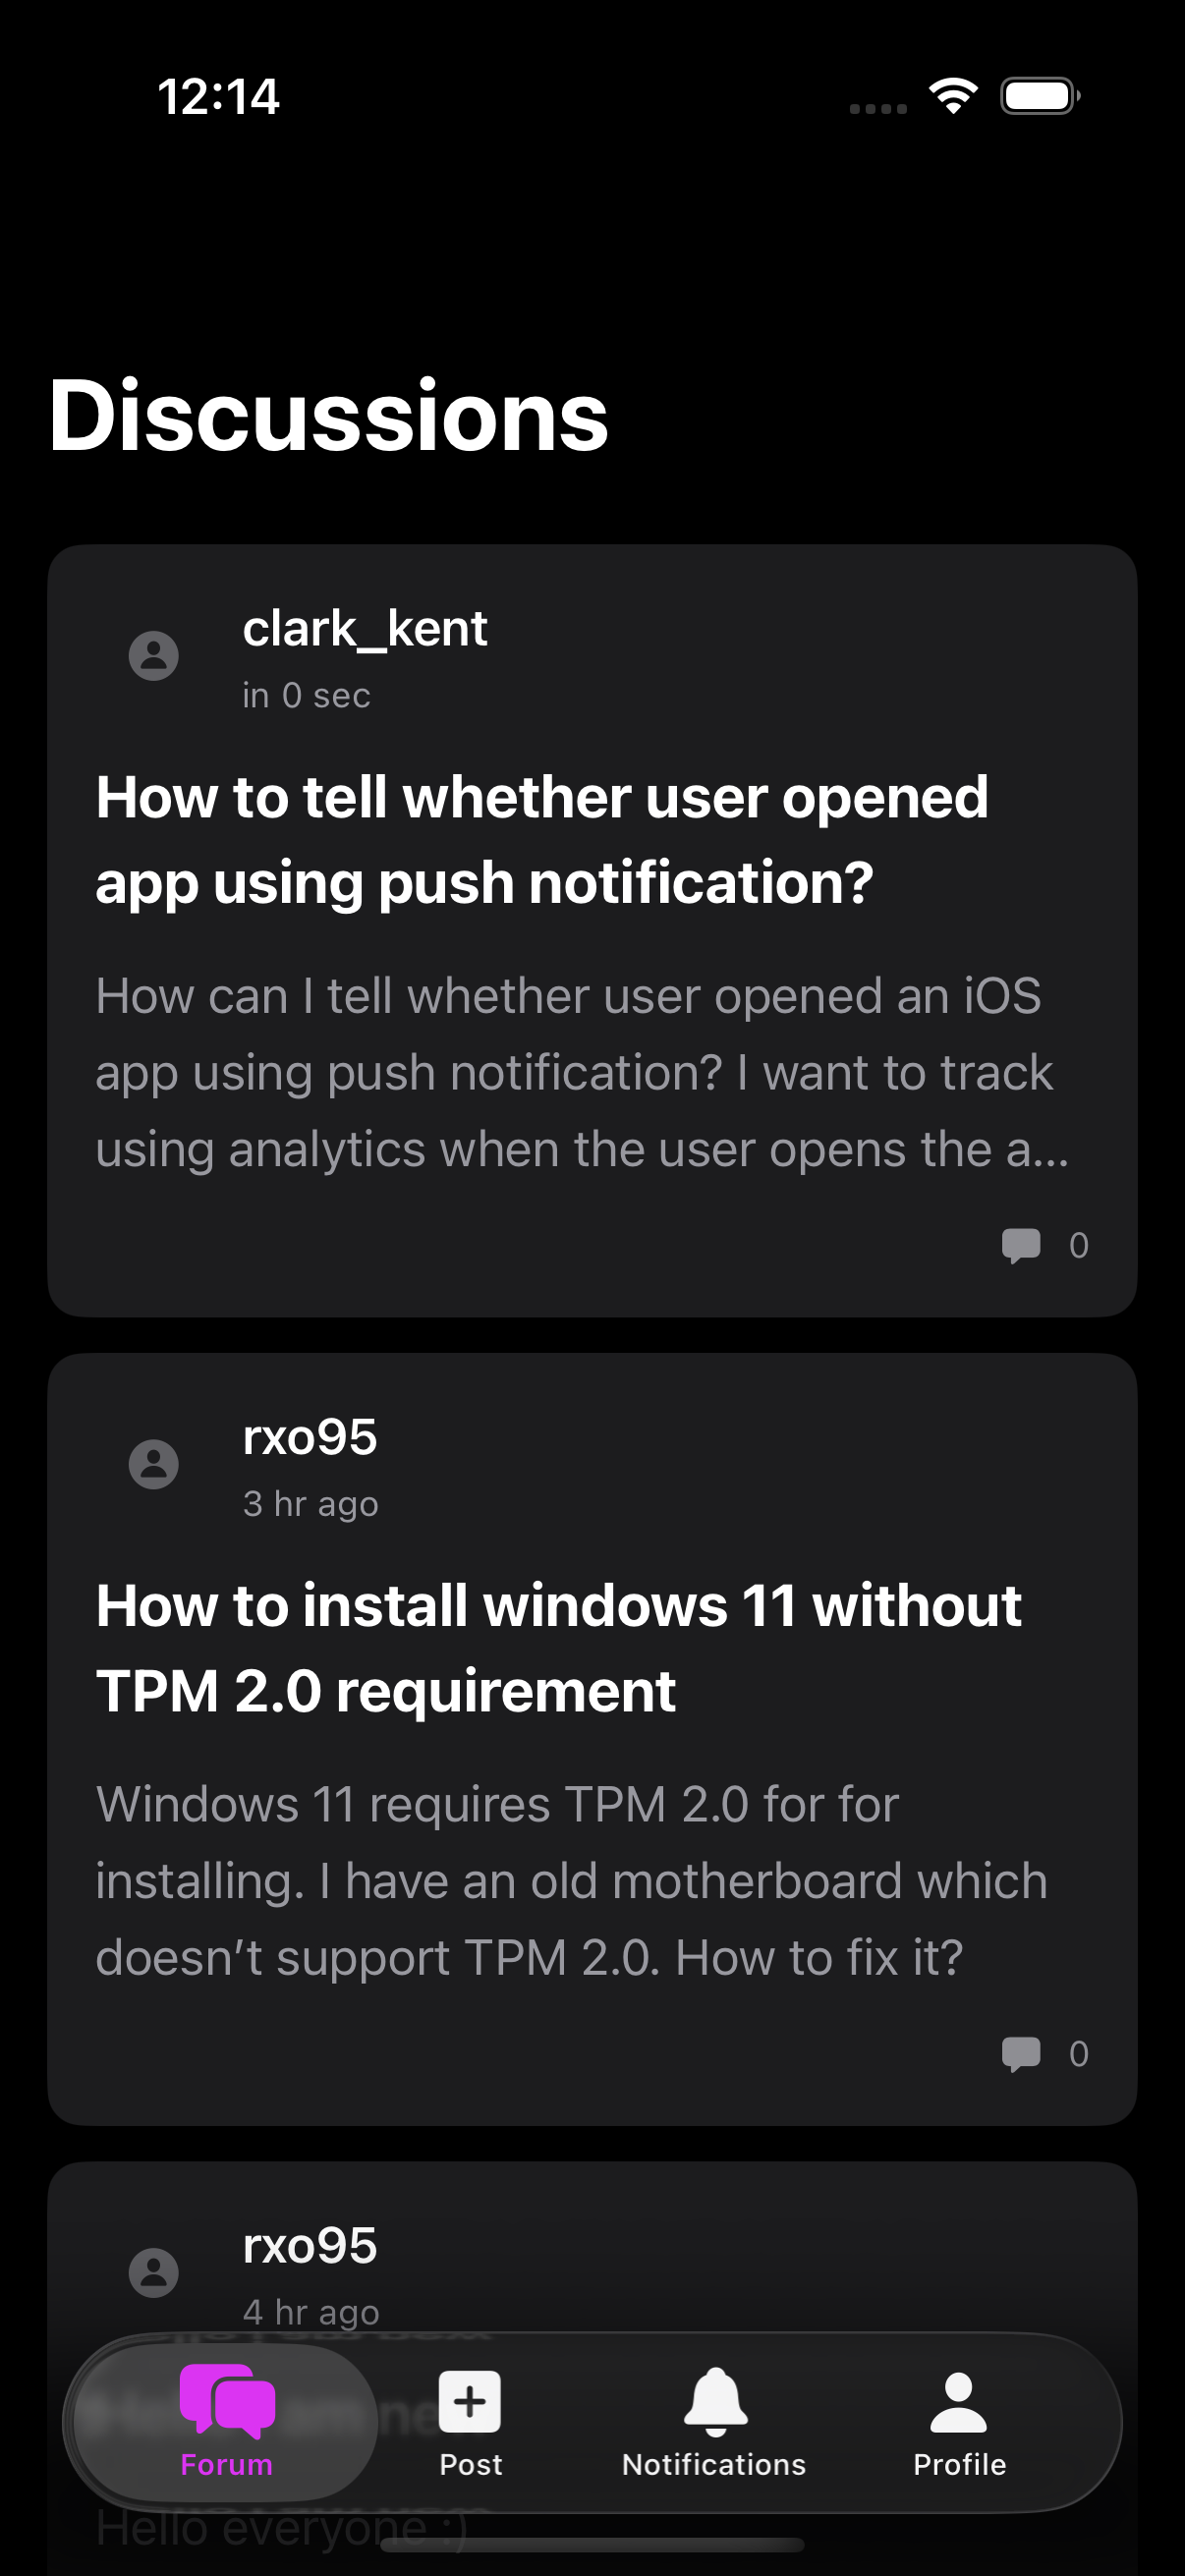 12:14
Discussions
clark_kent
in 0 sec
How to tell whether user opened
app using push notification?
How can I tell whether user opened an iOS
app using push notification? I want to track
using analytics when the user opens the a...
0
rxo95
3 hr ago
How to install windows 11 without
TPM 2.0 requirement
Windows 11 requires TPM 2.0 for for
installing. I have an old motherboard which
doesn’t support TPM 2.0. How to fix it?
0
rxo95
4 hr ago
Forum
Post
Notifications
Profile
Hello everyone :)